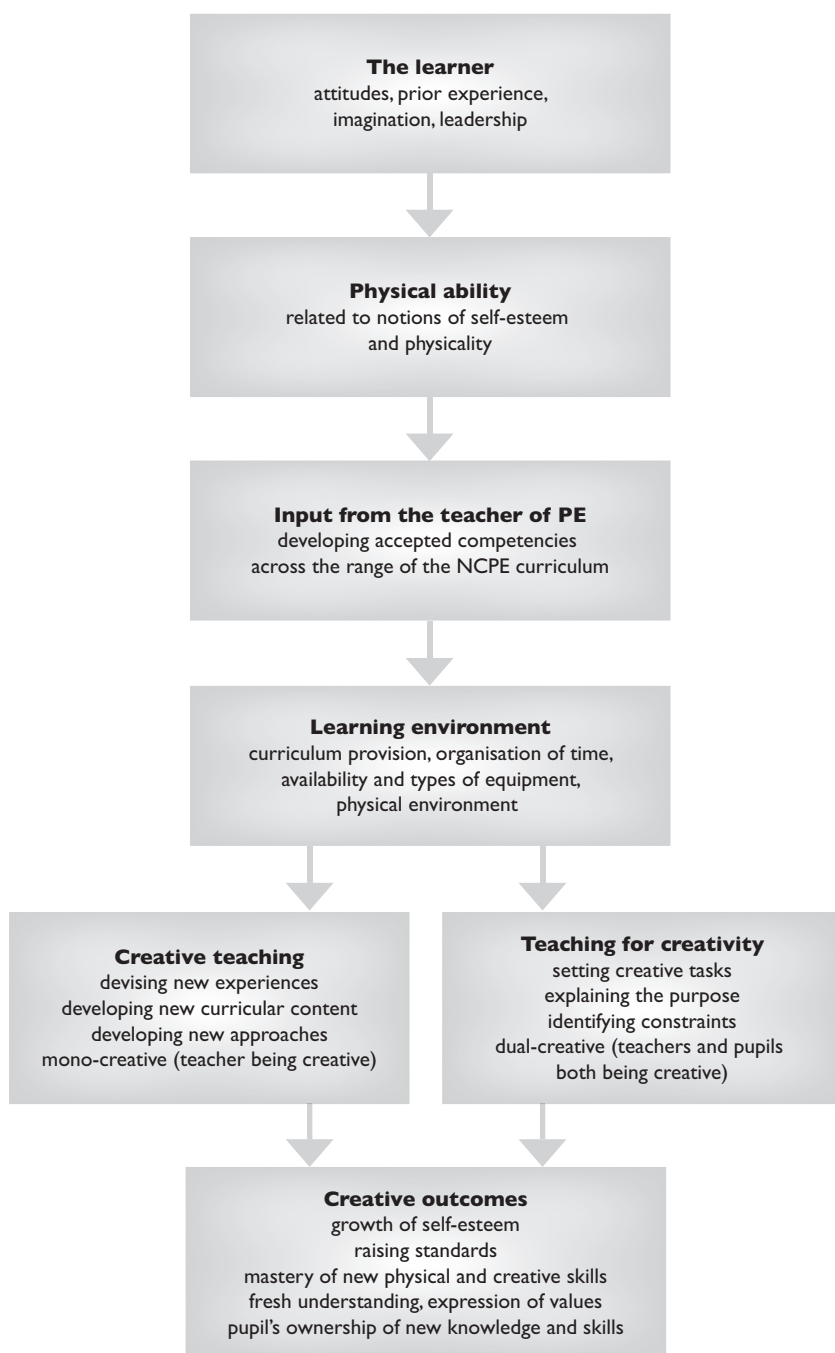 The learner
attitudes, prior experience,
imagination, leadership
Physical ability
related to notions of self-esteem
and physicality
Input from the teacher of PE
developing accepted competencies
across the range of the NCPE curriculum
Learning environment
curriculum provision, organisation of time,
availability and types of equipment,
physical environment
Creative teaching
devising new experiences
developing new curricular content
developing new approaches
mono-creative (teacher being creative)
Teaching for creativity
setting creative tasks
explaining the purpose
identifying constraints
dual-creative (teachers and pupils
both being creative)
Creative outcomes
growth of self-esteem
raising standards
mastery of new physical and creative skills
fresh understanding, expression of values
pupil's ownership of new knowledge and skills